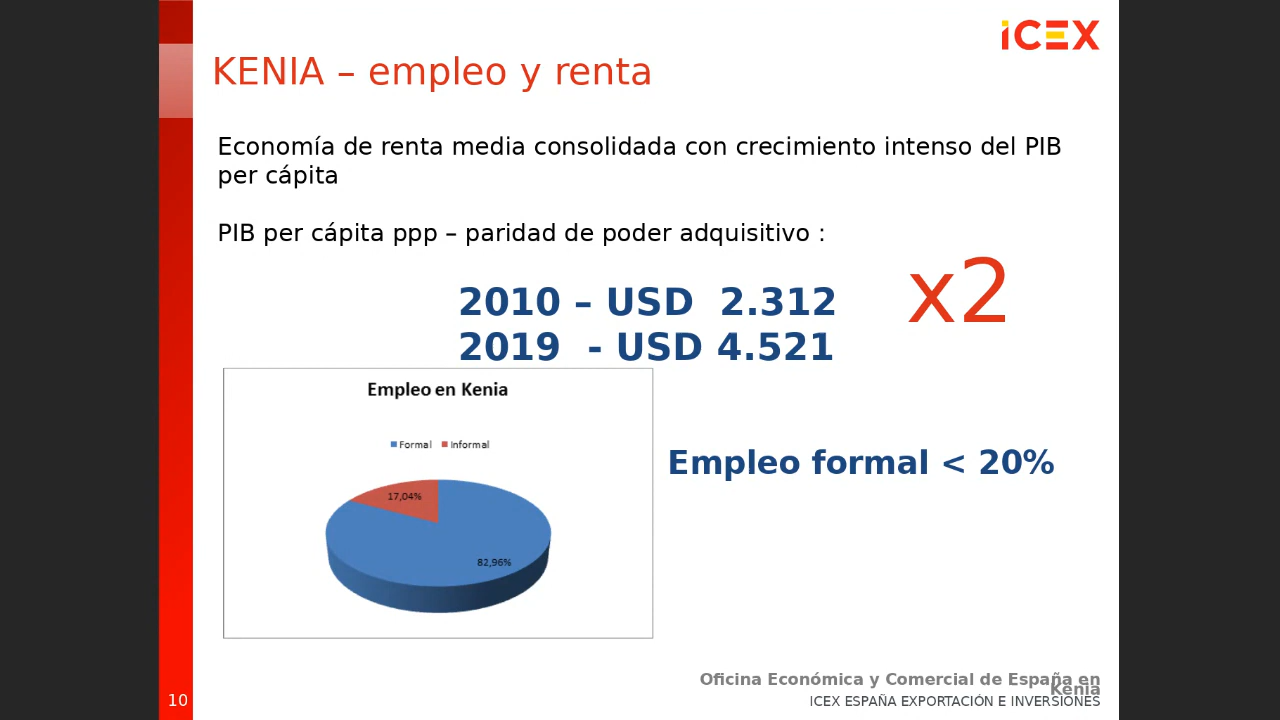 iCEX
KENIA – empleo y renta
Economía de renta media consolidada con crecimiento intenso del PIB
per cápita
PIB per cápita ppp – paridad de poder adquisitivo :
x2
2010 – USD 2.312
2019 - USD 4.521
Empleo en Kenia
Formal Informal
17,04%
82,96%
Empleo formal < 20%
Oficina Económica y Comercial de España en
Kenia
ICEX ESPAÑA EXPORTACIÓN E INVERSIONES
10